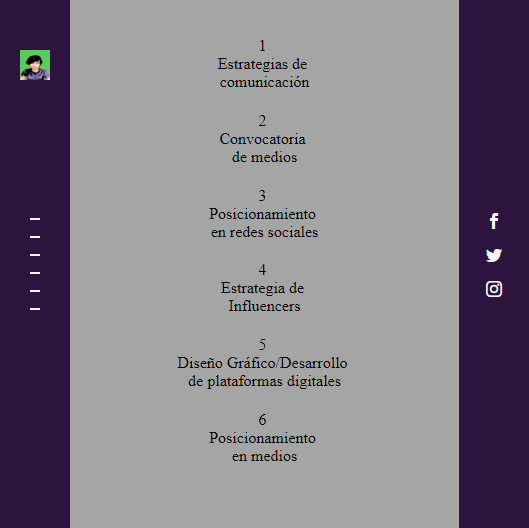 1
Estrategias de
comunicación
2
Convocatoria
de medios
3
Posicionamiento
en redes sociales
4
Estrategia de
Influencers
5
Diseño Gráfico/Desarrollo
de plataformas digitales
6
Posicionamiento
en medios